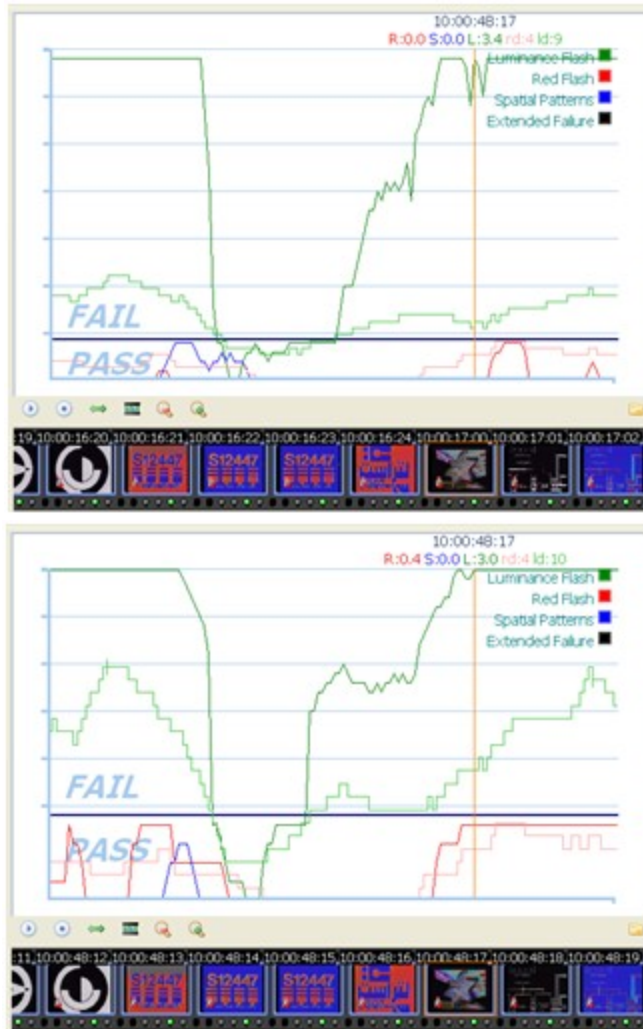 10:00:48:17
R:0.0 S:0.0 L:3.4 rd:4 ld:9
Luminance Flash
Red Flash
Spatial Patterns
Extended Failure
FAIL
PASS
:19 10:00:16:20 10:00:16:21 10:00:16:22 10:00:16:23 10:00:16:24 10:00:17:00 10:00:17:01 10:00:17:02
S12447 S12447 S12447
10:00:48:17
R:0.4 S:0.0 L:3.0 rd:4 ld:10
Luminance Flash
Red Flash
Spatial Patterns
Extended Failure
FAIL
PASS
:11 10:00:48:12 10:00:48:13 10:00:48:14 10:00:48:15 10:00:48:16 10:00:48:17 10:00:48:18 10:00:48:19
S12447 S12447 S12447